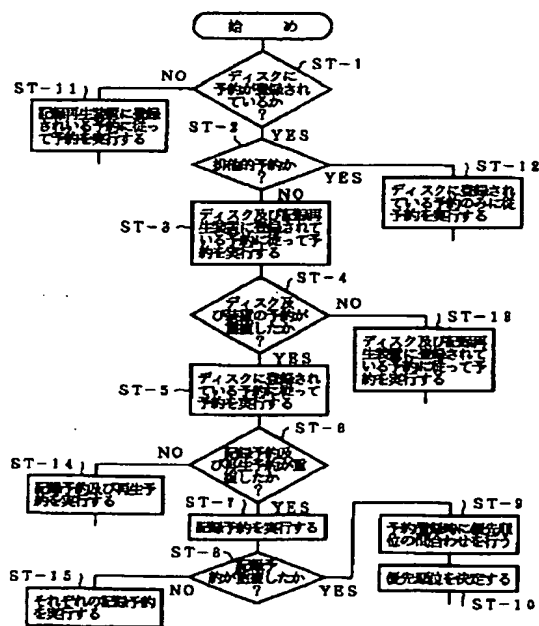 始 め
ST-1
NO
ST-11
ディスクに
予約が登録され
ているか
?
記録再生装置に登録
されいる予約に従っ
て予約を実行する
YES
ST-2
排他的予約か
?
YES
ST-12
NO
ディスクに登録され
ている予約のみに従
予約を実行する
ST-3
ディスク及び記録再
生装置に登録されて
いる予約に従って予
約を実行する
ST-4
ディスク及
び装置の予約が
重複したか
?
NO
ST-13
YES
ディスク及び記録再
生装置に登録されて
いる予約に従って予
約を実行する
ST-5
ディスクに登録され
ている予約に従って
予約を実行する
ST-6
NO
記録予約及
び再生予約が重
複したか
?
ST-14
記録予約及び再生予
約を実行する
YES
ST-7
記録予約を実行する
ST-9
予約登録時に優先順
位の問合わせを行う
ST-8
記録予
約が重複したか
?
ST-15
NO
YES
それぞれの記録予約
を実行する
優先順位を決定する
ST-10